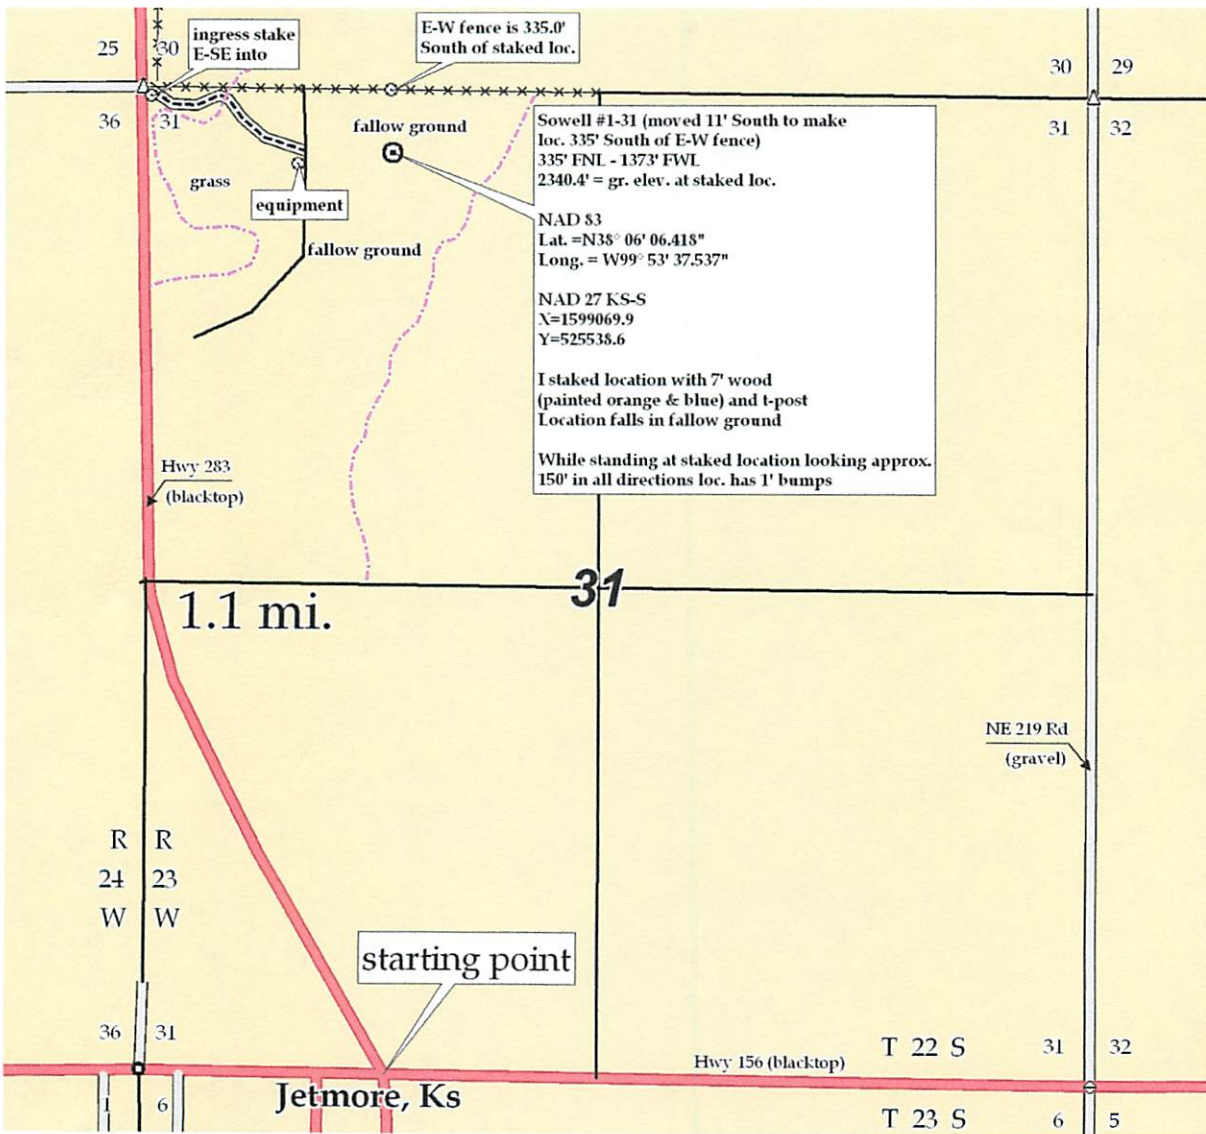 ingress stake
E-SE into
E-W fence is 335.0'
South of staked loc.
25
30
30
29
36
31
31
32
fallow ground
grass
equipment
fallow ground
Sowell #1-31 (moved 11' South to make
loc. 335' South of E-W fence)
335' FNL - 1373' FWL
2340.4' = gr. elev. at staked loc.
NAD 83
Lat. =N38° 06' 06.418"
Long. = W99° 53' 37.537"
NAD 27 KS-S
X=1599069.9
Y=525538.6
I staked location with 7' wood
(painted orange & blue) and t-post
Location falls in fallow ground
While standing at staked location looking approx.
150' in all directions loc. has 1' bumps
Hwy 283
(blacktop)
31
1.1 mi.
NE 219 Rd
(gravel)
R R
24 23
W W
starting point
36
31
Hwy 156 (blacktop)
T 22 S
31
32
Jetmore, Ks
1
6
T 23 S
6
5